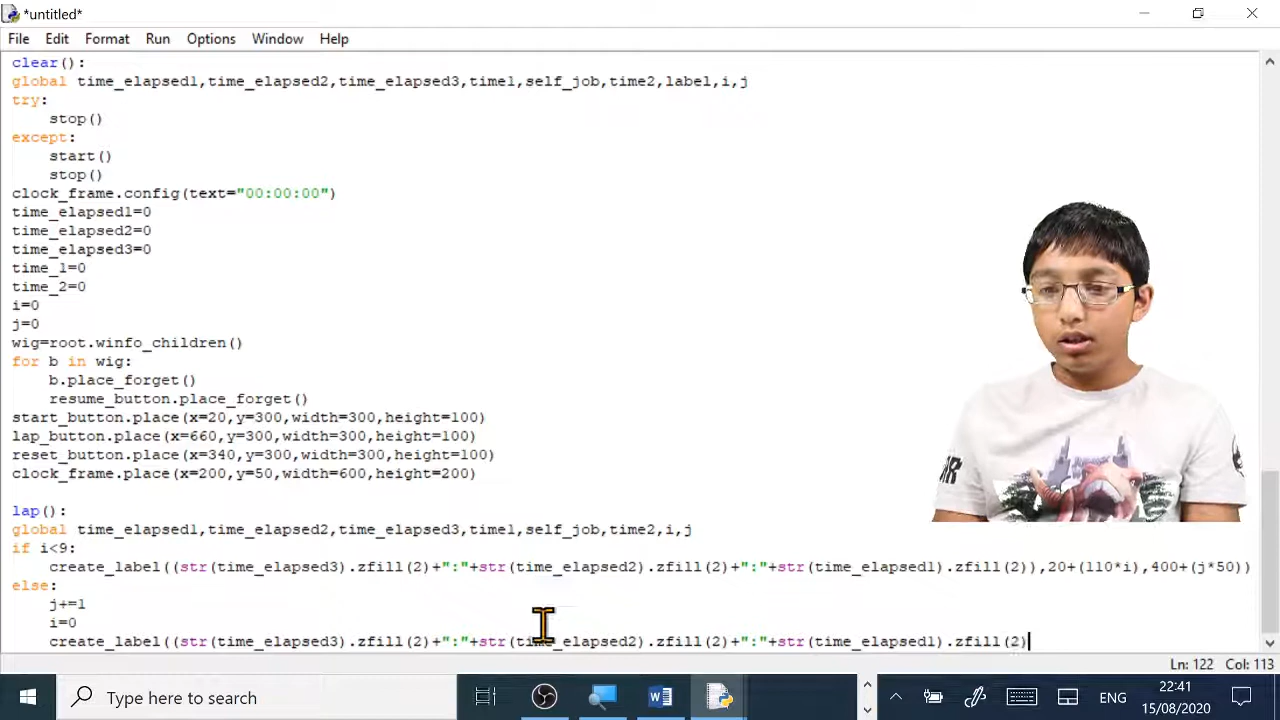 *untitled*
File Edit Format Run Options Window Help
clear():
global time_elapsed1,time_elapsed2,time_elapsed3,time1,self_job,time2,label,i,j
try:
stop()
except:
start()
stop()
clock_frame.config(text="00:00:00")
time_elapsed1=0
time_elapsed2=0
time_elapsed3=0
time_1=0
time_2=0
i=0
j=0
wig=root.winfo_children()
for b in wig:
b.place_forget()
resume_button.place_forget()
start_button.place(x=20,y=300,width=300,height=100)
lap_button.place(x=660,y=300,width=300,height=100)
reset_button.place(x=340,y=300,width=300,height=100)
clock_frame.place(x=200,y=50,width=600,height=200)
lap():
global time_elapsed1,time_elapsed2,time_elapsed3,time1,self_job,time2,i,j
if i<9:
create_label((str(time_elapsed3).zfill(2)+":"+str(time_elapsed2).zfill(2)+":"+str(time_elapsed1).zfill(2)),20+(110*i),400+(j*50))
else:
j+=1
i=0
create_label((str(time_elapsed3).zfill(2)+":"+str(time_elapsed2).zfill(2)+":"+str(time_elapsed1).zfill(2)
Ln: 122 Col: 113
Type here to search
ENG
22:41
15/08/2020